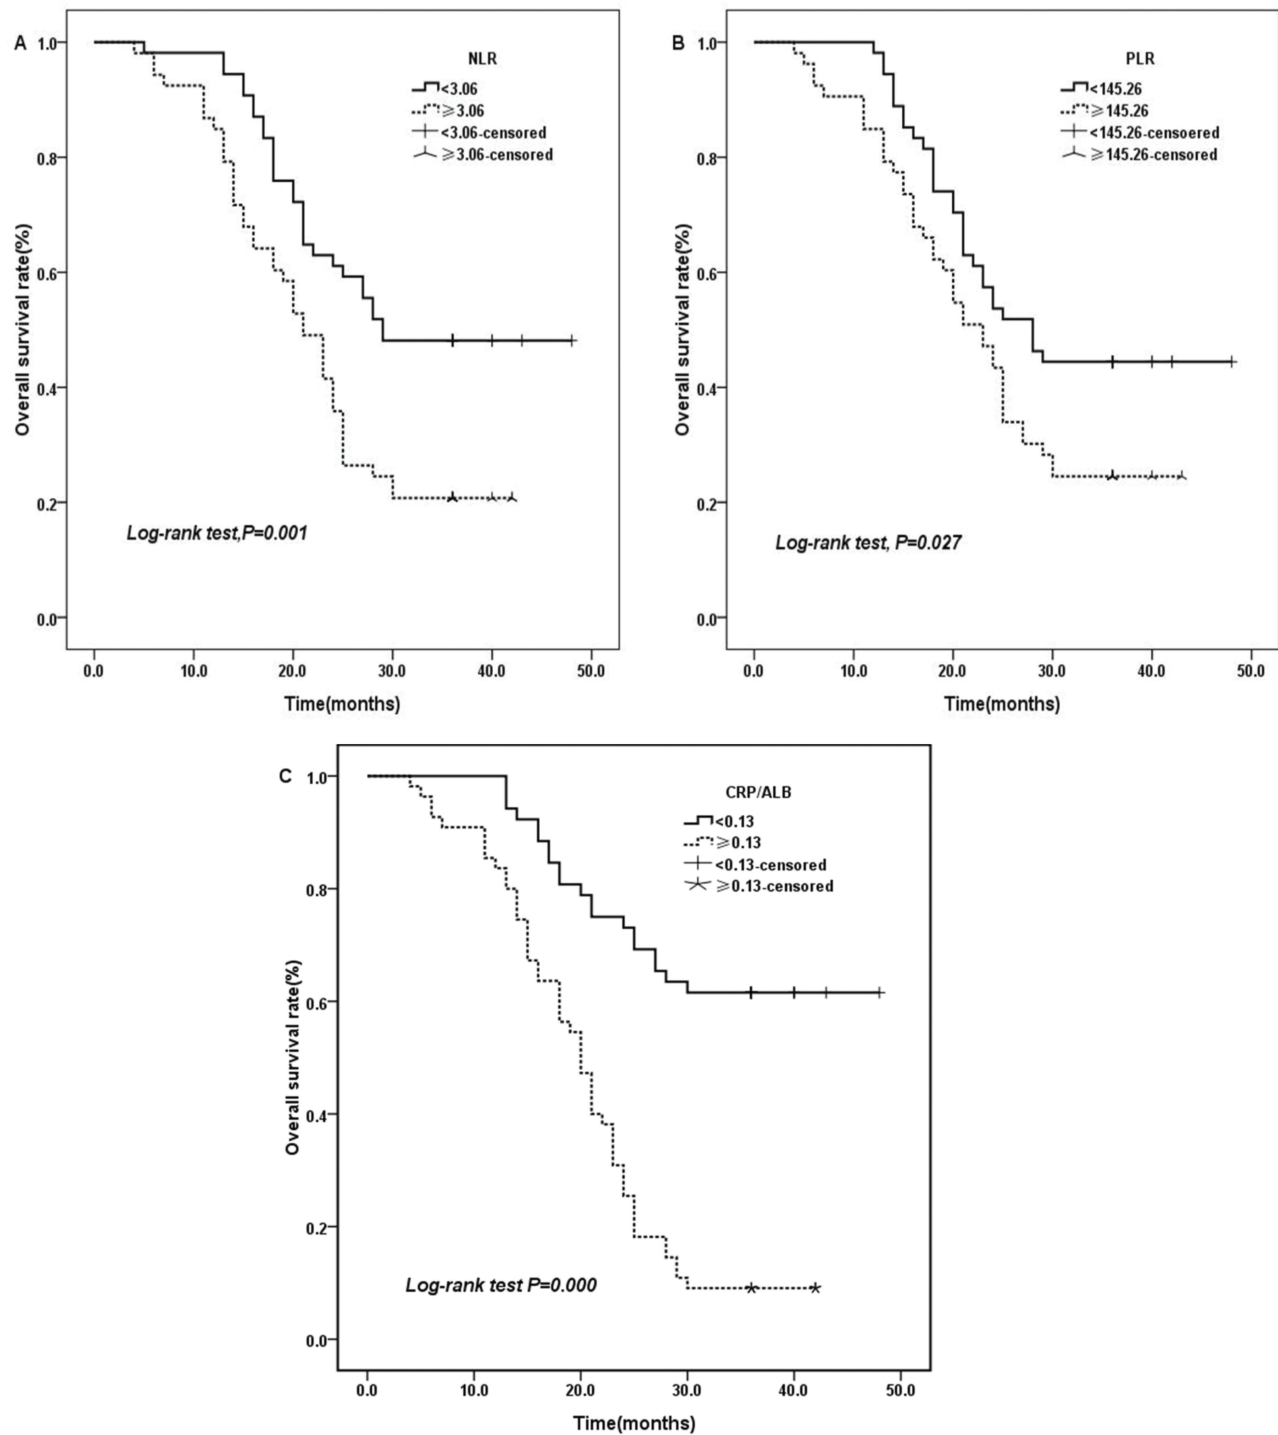 A
NLR
<3.06
⩾3.06
<3.06-censored
⩾3.06-censored
1.0
0.8
0.6
0.4
0.2
0.0
Overall survival rate(%)
Log-rank test,P=0.001
0.0 10.0 20.0 30.0 40.0 50.0
Time(months)
B
PLR
<145.26
⩾145.26
<145.26-censoered
⩾145.26-censored
1.0
0.8
0.6
0.4
0.2
0.0
Overall survival rate(%)
Log-rank test, P=0.027
0.0 10.0 20.0 30.0 40.0 50.0
Time(months)
C
CRP/ALB
<0.13
⩾0.13
<0.13-censored
⩾0.13-censored
1.0
0.8
0.6
0.4
0.2
0.0
Overall survival rate(%)
Log-rank test P=0.000
0.0 10.0 20.0 30.0 40.0 50.0
Time(months)